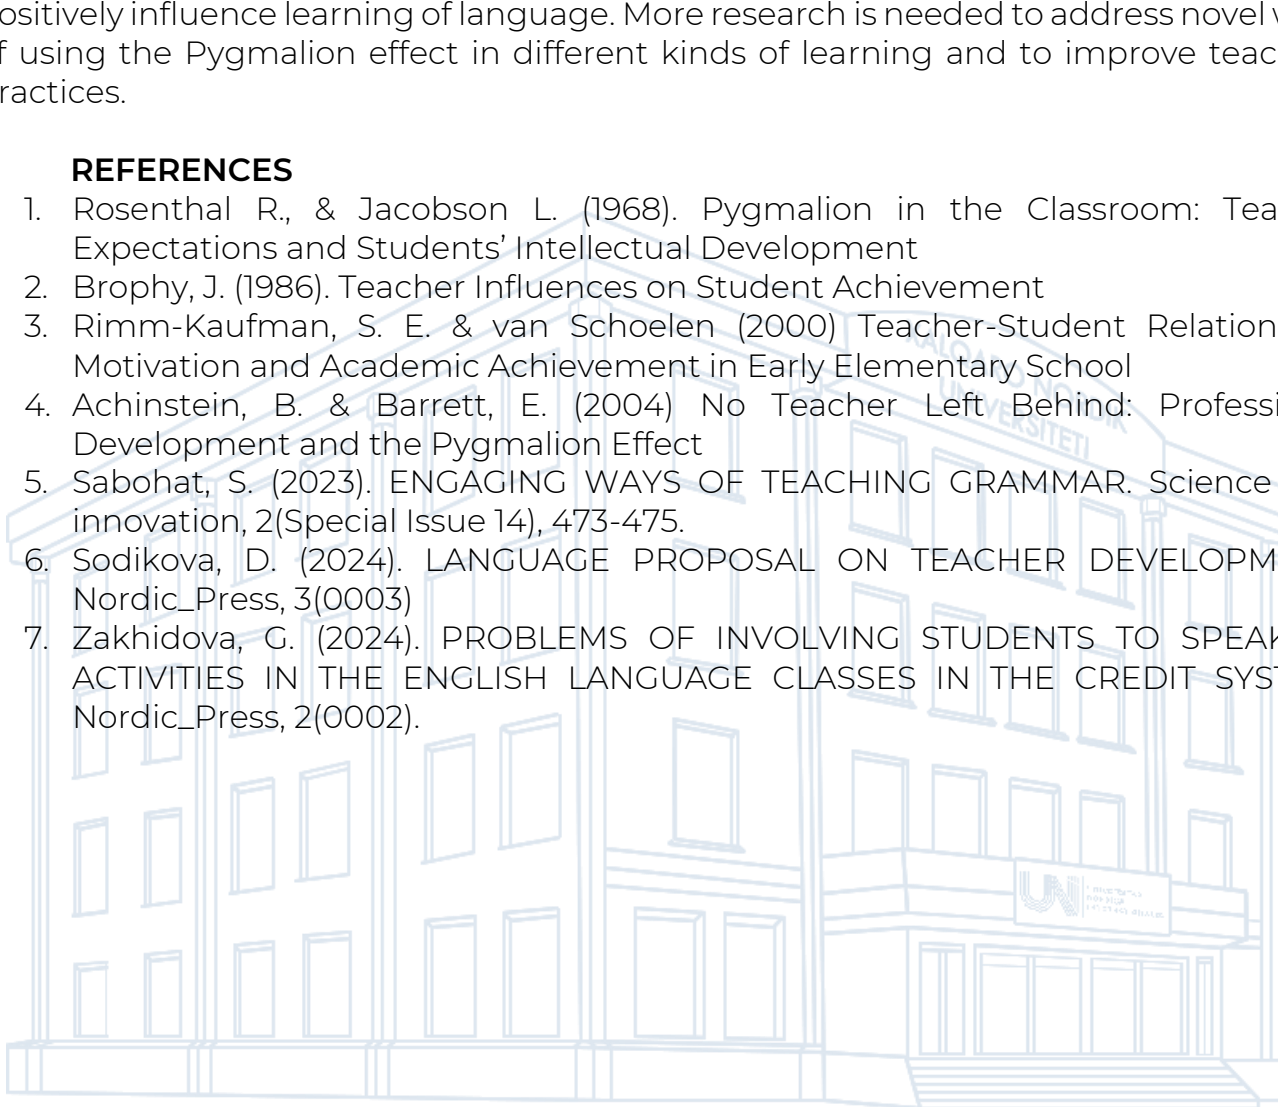 ositively influence learning of language. More research is needed to address novel
f using the Pygmalion effect in different kinds of learning and to improve teac
ractices.
REFERENCES
1. Rosenthal R., & Jacobson L. (1968). Pygmalion in the Classroom: Tea
Expectations and Students’ Intellectual Development
2. Brophy, J. (1986). Teacher Influences on Student Achievement
3. Rimm-Kaufman, S. E. & van Schoelen (2000) Teacher-Student Relation
Motivation and Academic Achievement in Early Elementary School
4. Achinstein, B. & Barrett, E. (2004) No Teacher Left Behind: Professi
Development and the Pygmalion Effect
5. Sabohat, S. (2023). ENGAGING WAYS OF TEACHING GRAMMAR. Science
innovation, 2(Special Issue 14), 473-475.
6. Sodikova, D. (2024). LANGUAGE PROPOSAL ON TEACHER DEVELOPM
Nordic_Press, 3(0003)
7. Zakhidova, G. (2024). PROBLEMS OF INVOLVING STUDENTS TO SPEAK
ACTIVITIES IN THE ENGLISH LANGUAGE CLASSES IN THE CREDIT SYST
Nordic_Press, 2(0002).
NORDIK
UNIVERSITETI
UN